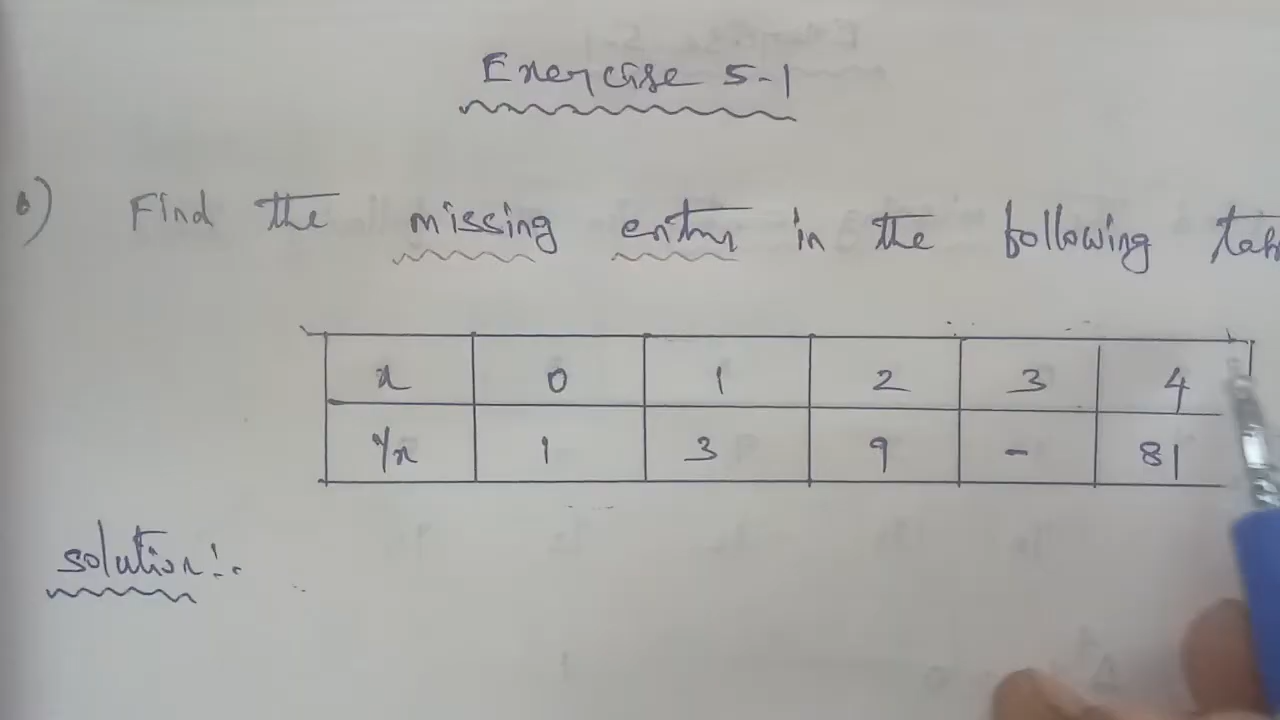 Exercise 5-1
6) Find the missing entry in the following
x 0 1 2 3 4
yx 1 3 9 - 81
Solution:-